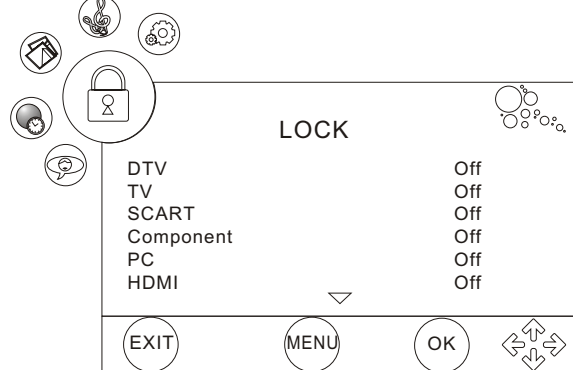 LOCK
DTV Off
TV Off
SCART Off
Component Off
PC Off
HDMI Off
EXIT MENU OK